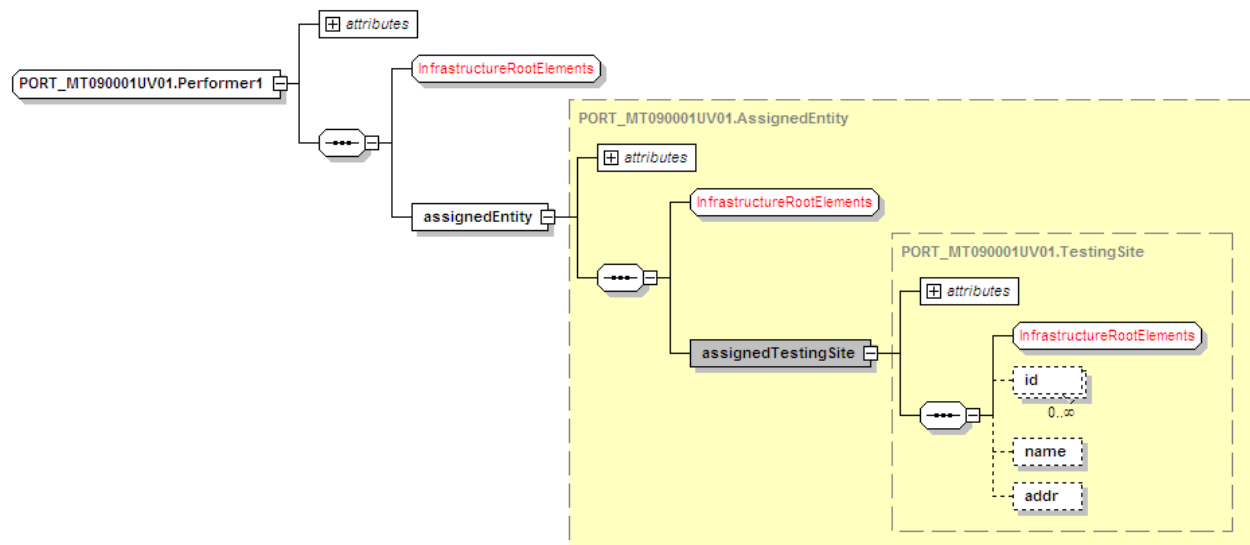 attributes
PORT_MT090001UV01.Performer1
InfrastructureRootElements
PORT_MT090001UV01.AssignedEntity
attributes
InfrastructureRootElements
assignedEntity
PORT_MT090001UV01.TestingSite
attributes
InfrastructureRootElements
assignedTestingSite
id
0..∞
name
addr